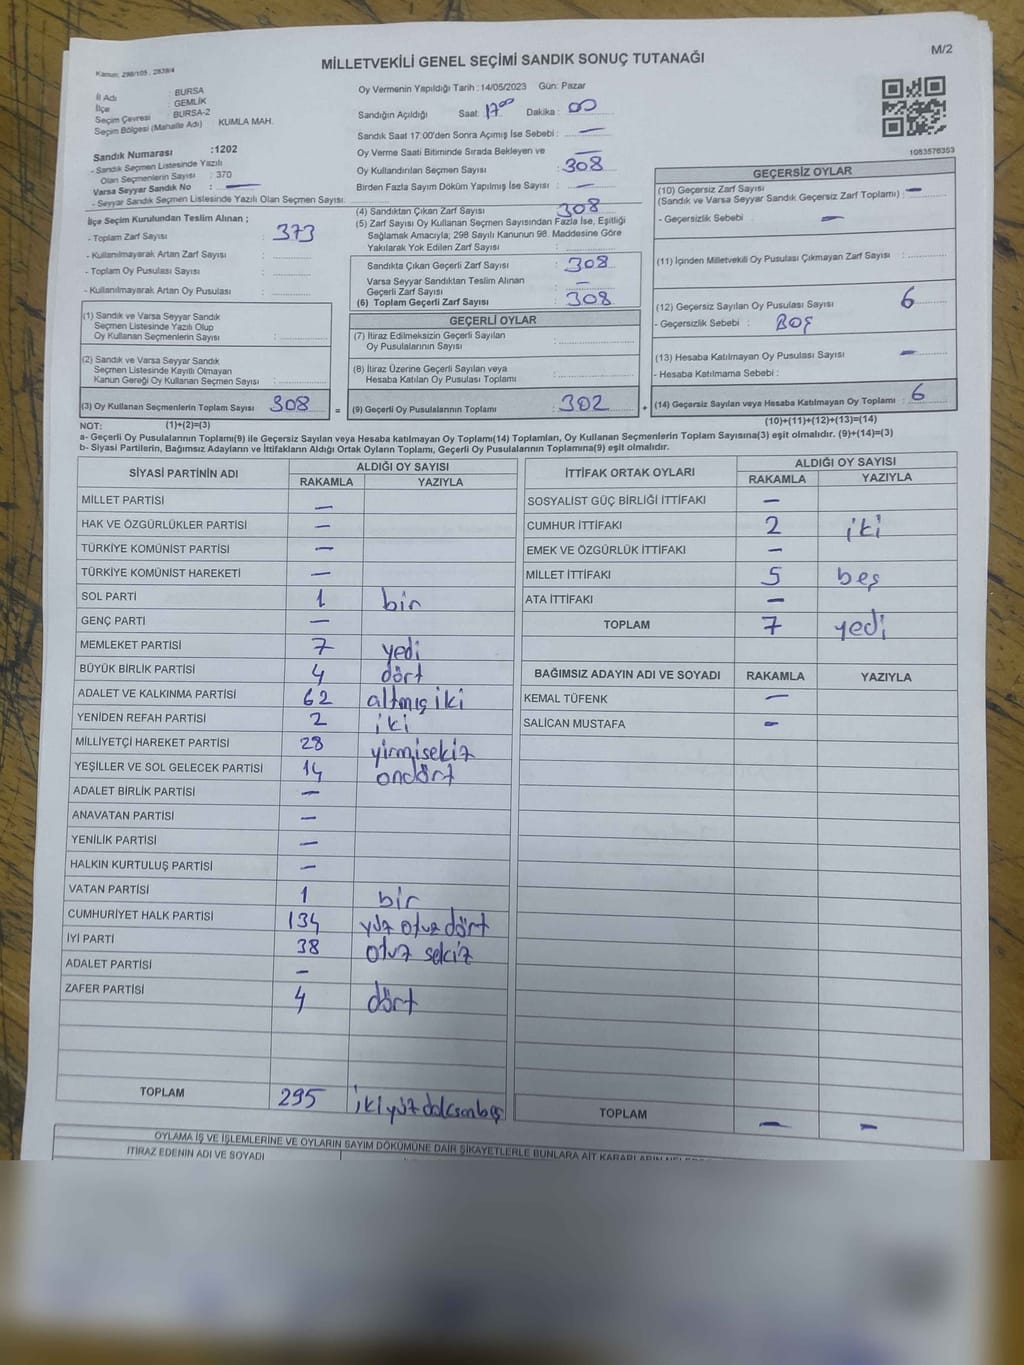 MİLLETVEKİLİ GENEL SEÇİMİ SANDIK SONUÇ TUTANAĞI
M/2
Kanun: 298/105 , 2839/4
İl Adı : BURSA
İlçe : GEMLİK
Seçim Çevresi : BURSA-2
Seçim Bölgesi (Mahalle Adı) KUMLA MAH.
Sandık Numarası :1202
- Sandık Seçmen Listesinde Yazılı
Olan Seçmenlerin Sayısı : 370
Varsa Seyyar Sandık No : —
- Seyyar Sandık Seçmen Listesinde Yazılı Olan Seçmen Sayısı:
İlçe Seçim Kurulundan Teslim Alınan ;
- Toplam Zarf Sayısı : 373
- Kullanılmayarak Artan Zarf Sayısı :
- Toplam Oy Pusulası Sayısı :
- Kullanılmayarak Artan Oy Pusulası :
(1) Sandık ve Varsa Seyyar Sandık
Seçmen Listesinde Yazılı Olup
Oy Kullanan Seçmenlerin Sayısı :
(2) Sandık ve Varsa Seyyar Sandık
Seçmen Listesinde Kayıtlı Olmayan
Kanun Gereği Oy Kullanan Seçmen Sayısı :
(3) Oy Kullanan Seçmenlerin Toplam Sayısı 308 =
Oy Vermenin Yapıldığı Tarih : 14/05/2023 Gün: Pazar
Sandığın Açıldığı Saat: 17⁰⁰ Dakika : 00
Sandık Saat 17:00'den Sonra Açımış İse Sebebi : —
Oy Verme Saati Bitiminde Sırada Bekleyen ve —
Oy Kullandırılan Seçmen Sayısı : 308
Birden Fazla Sayım Döküm Yapılmış İse Sayısı : —
(4) Sandıktan Çıkan Zarf Sayısı 308
(5) Zarf Sayısı Oy Kullanan Seçmen Sayısından Fazla İse, Eşitliği
Sağlamak Amacıyla; 298 Sayılı Kanunun 98. Maddesine Göre
Yakılarak Yok Edilen Zarf Sayısı :
Sandıkta Çıkan Geçerli Zarf Sayısı : 308
Varsa Seyyar Sandıktan Teslim Alınan
Geçerli Zarf Sayısı : —
(6) Toplam Geçerli Zarf Sayısı : 308
GEÇERLİ OYLAR
(7) İtiraz Edilmeksizin Geçerli Sayılan
Oy Pusulalarının Sayısı :
(8) İtiraz Üzerine Geçerli Sayılan veya
Hesaba Katılan Oy Pusulası Toplamı :
(9) Geçerli Oy Pusulalarının Toplamı : 302 +
1083576353
GEÇERSİZ OYLAR
(10) Geçersiz Zarf Sayısı
(Sandık ve Varsa Seyyar Sandık Geçersiz Zarf Toplamı) : —
- Geçersizlik Sebebi : —
(11) İçinden Milletvekili Oy Pusulası Çıkmayan Zarf Sayısı :
(12) Geçersiz Sayılan Oy Pusulası Sayısı : 6
- Geçersizlik Sebebi : BOŞ
(13) Hesaba Katılmayan Oy Pusulası Sayısı : —
- Hesaba Katılmama Sebebi :
(14) Geçersiz Sayılan veya Hesaba Katılmayan Oy Toplamı : 6
NOT: (1)+(2)=(3)
(10)+(11)+(12)+(13)=(14)
a- Geçerli Oy Pusulalarının Toplamı(9) ile Geçersiz Sayılan veya Hesaba katılmayan Oy Toplamı(14) Toplamları, Oy Kullanan Seçmenlerin Toplam Sayısına(3) eşit olmalıdır. (9)+(14)=(3)
b- Siyasi Partilerin, Bağımsız Adayların ve İttifakların Aldığı Ortak Oyların Toplamı, Geçerli Oy Pusulalarının Toplamına(9) eşit olmalıdır.
SİYASİ PARTİNİN ADI ALDIĞI OY SAYISI
RAKAMLA YAZIYLA
MİLLET PARTİSİ —
HAK VE ÖZGÜRLÜKLER PARTİSİ —
TÜRKİYE KOMÜNİST PARTİSİ —
TÜRKİYE KOMÜNİST HAREKETİ —
SOL PARTİ 1 bir
GENÇ PARTİ —
MEMLEKET PARTİSİ 7 yedi
BÜYÜK BİRLİK PARTİSİ 4 dört
ADALET VE KALKINMA PARTİSİ 62 altmış iki
YENİDEN REFAH PARTİSİ 2 iki
MİLLİYETÇİ HAREKET PARTİSİ 28 yirmisekiz
YEŞİLLER VE SOL GELECEK PARTİSİ 14 ondört
ADALET BİRLİK PARTİSİ —
ANAVATAN PARTİSİ —
YENİLİK PARTİSİ —
HALKIN KURTULUŞ PARTİSİ —
VATAN PARTİSİ 1 bir
CUMHURİYET HALK PARTİSİ 134 yüz otuz dört
İYİ PARTİ 38 otuz sekiz
ADALET PARTİSİ —
ZAFER PARTİSİ 4 dört
TOPLAM 295 ikiyüz doksanbeş
İTTİFAK ORTAK OYLARI ALDIĞI OY SAYISI
RAKAMLA YAZIYLA
SOSYALİST GÜÇ BİRLİĞİ İTTİFAKI —
CUMHUR İTTİFAKI 2 iki
EMEK VE ÖZGÜRLÜK İTTİFAKI —
MİLLET İTTİFAKI 5 beş
ATA İTTİFAKI —
TOPLAM 7 yedi
BAĞIMSIZ ADAYIN ADI VE SOYADI RAKAMLA YAZIYLA
KEMAL TÜFENK —
SALİCAN MUSTAFA —
TOPLAM — —
OYLAMA İŞ VE İŞLEMLERİNE VE OYLARIN SAYIM DÖKÜMÜNE DAİR ŞİKAYETLERLE BUNLARA AİT KARARLARIN
İTİRAZ EDENİN ADI VE SOYADI